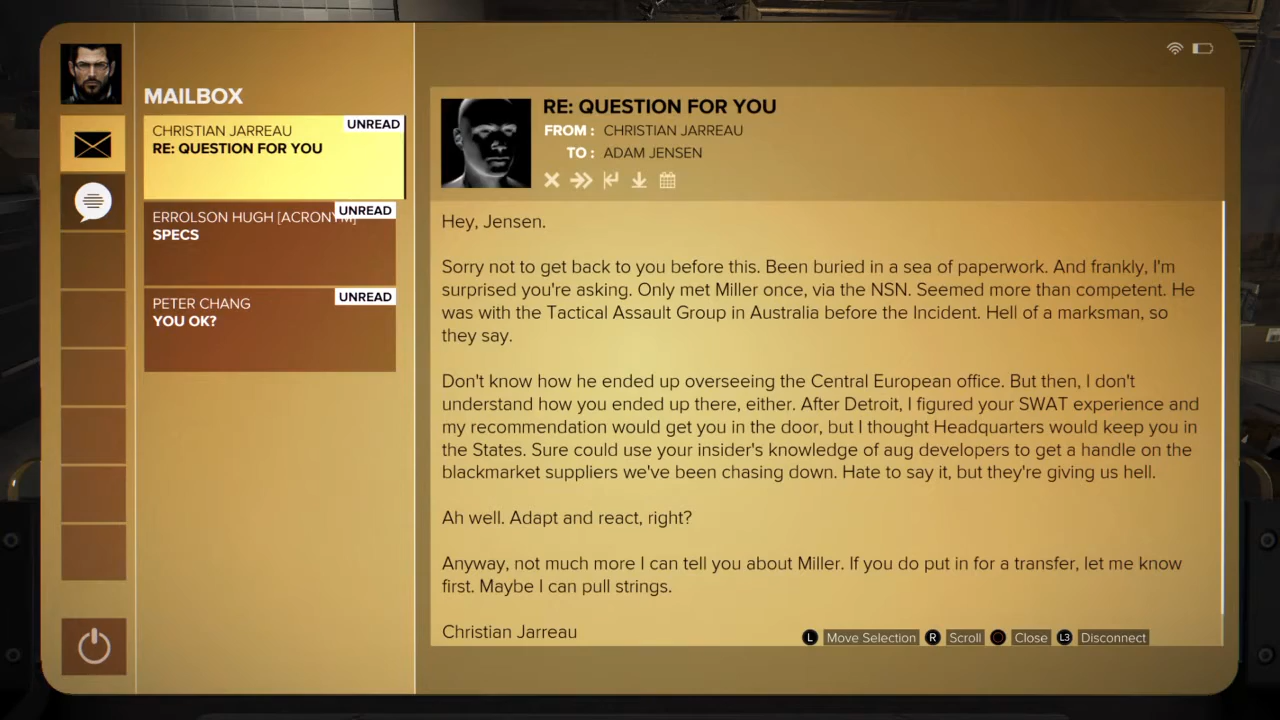 MAILBOX
CHRISTIAN JARREAU
UNREAD
RE: QUESTION FOR YOU
ERROLSON HUGH [ACRONYM]
UNREAD
SPECS
PETER CHANG
UNREAD
YOU OK?
RE: QUESTION FOR YOU
FROM : CHRISTIAN JARREAU
TO : ADAM JENSEN
Hey, Jensen.
Sorry not to get back to you before this. Been buried in a sea of paperwork. And frankly, I'm
surprised you're asking. Only met Miller once, via the NSN. Seemed more than competent. He
was with the Tactical Assault Group in Australia before the Incident. Hell of a marksman, so
they say.
Don't know how he ended up overseeing the Central European office. But then, I don't
understand how you ended up there, either. After Detroit, I figured your SWAT experience and
my recommendation would get you in the door, but I thought Headquarters would keep you in
the States. Sure could use your insider's knowledge of aug developers to get a handle on the
blackmarket suppliers we've been chasing down. Hate to say it, but they're giving us hell.
Ah well. Adapt and react, right?
Anyway, not much more I can tell you about Miller. If you do put in for a transfer, let me know
first. Maybe I can pull strings.
Christian Jarreau
L Move Selection R Scroll Close L3 Disconnect